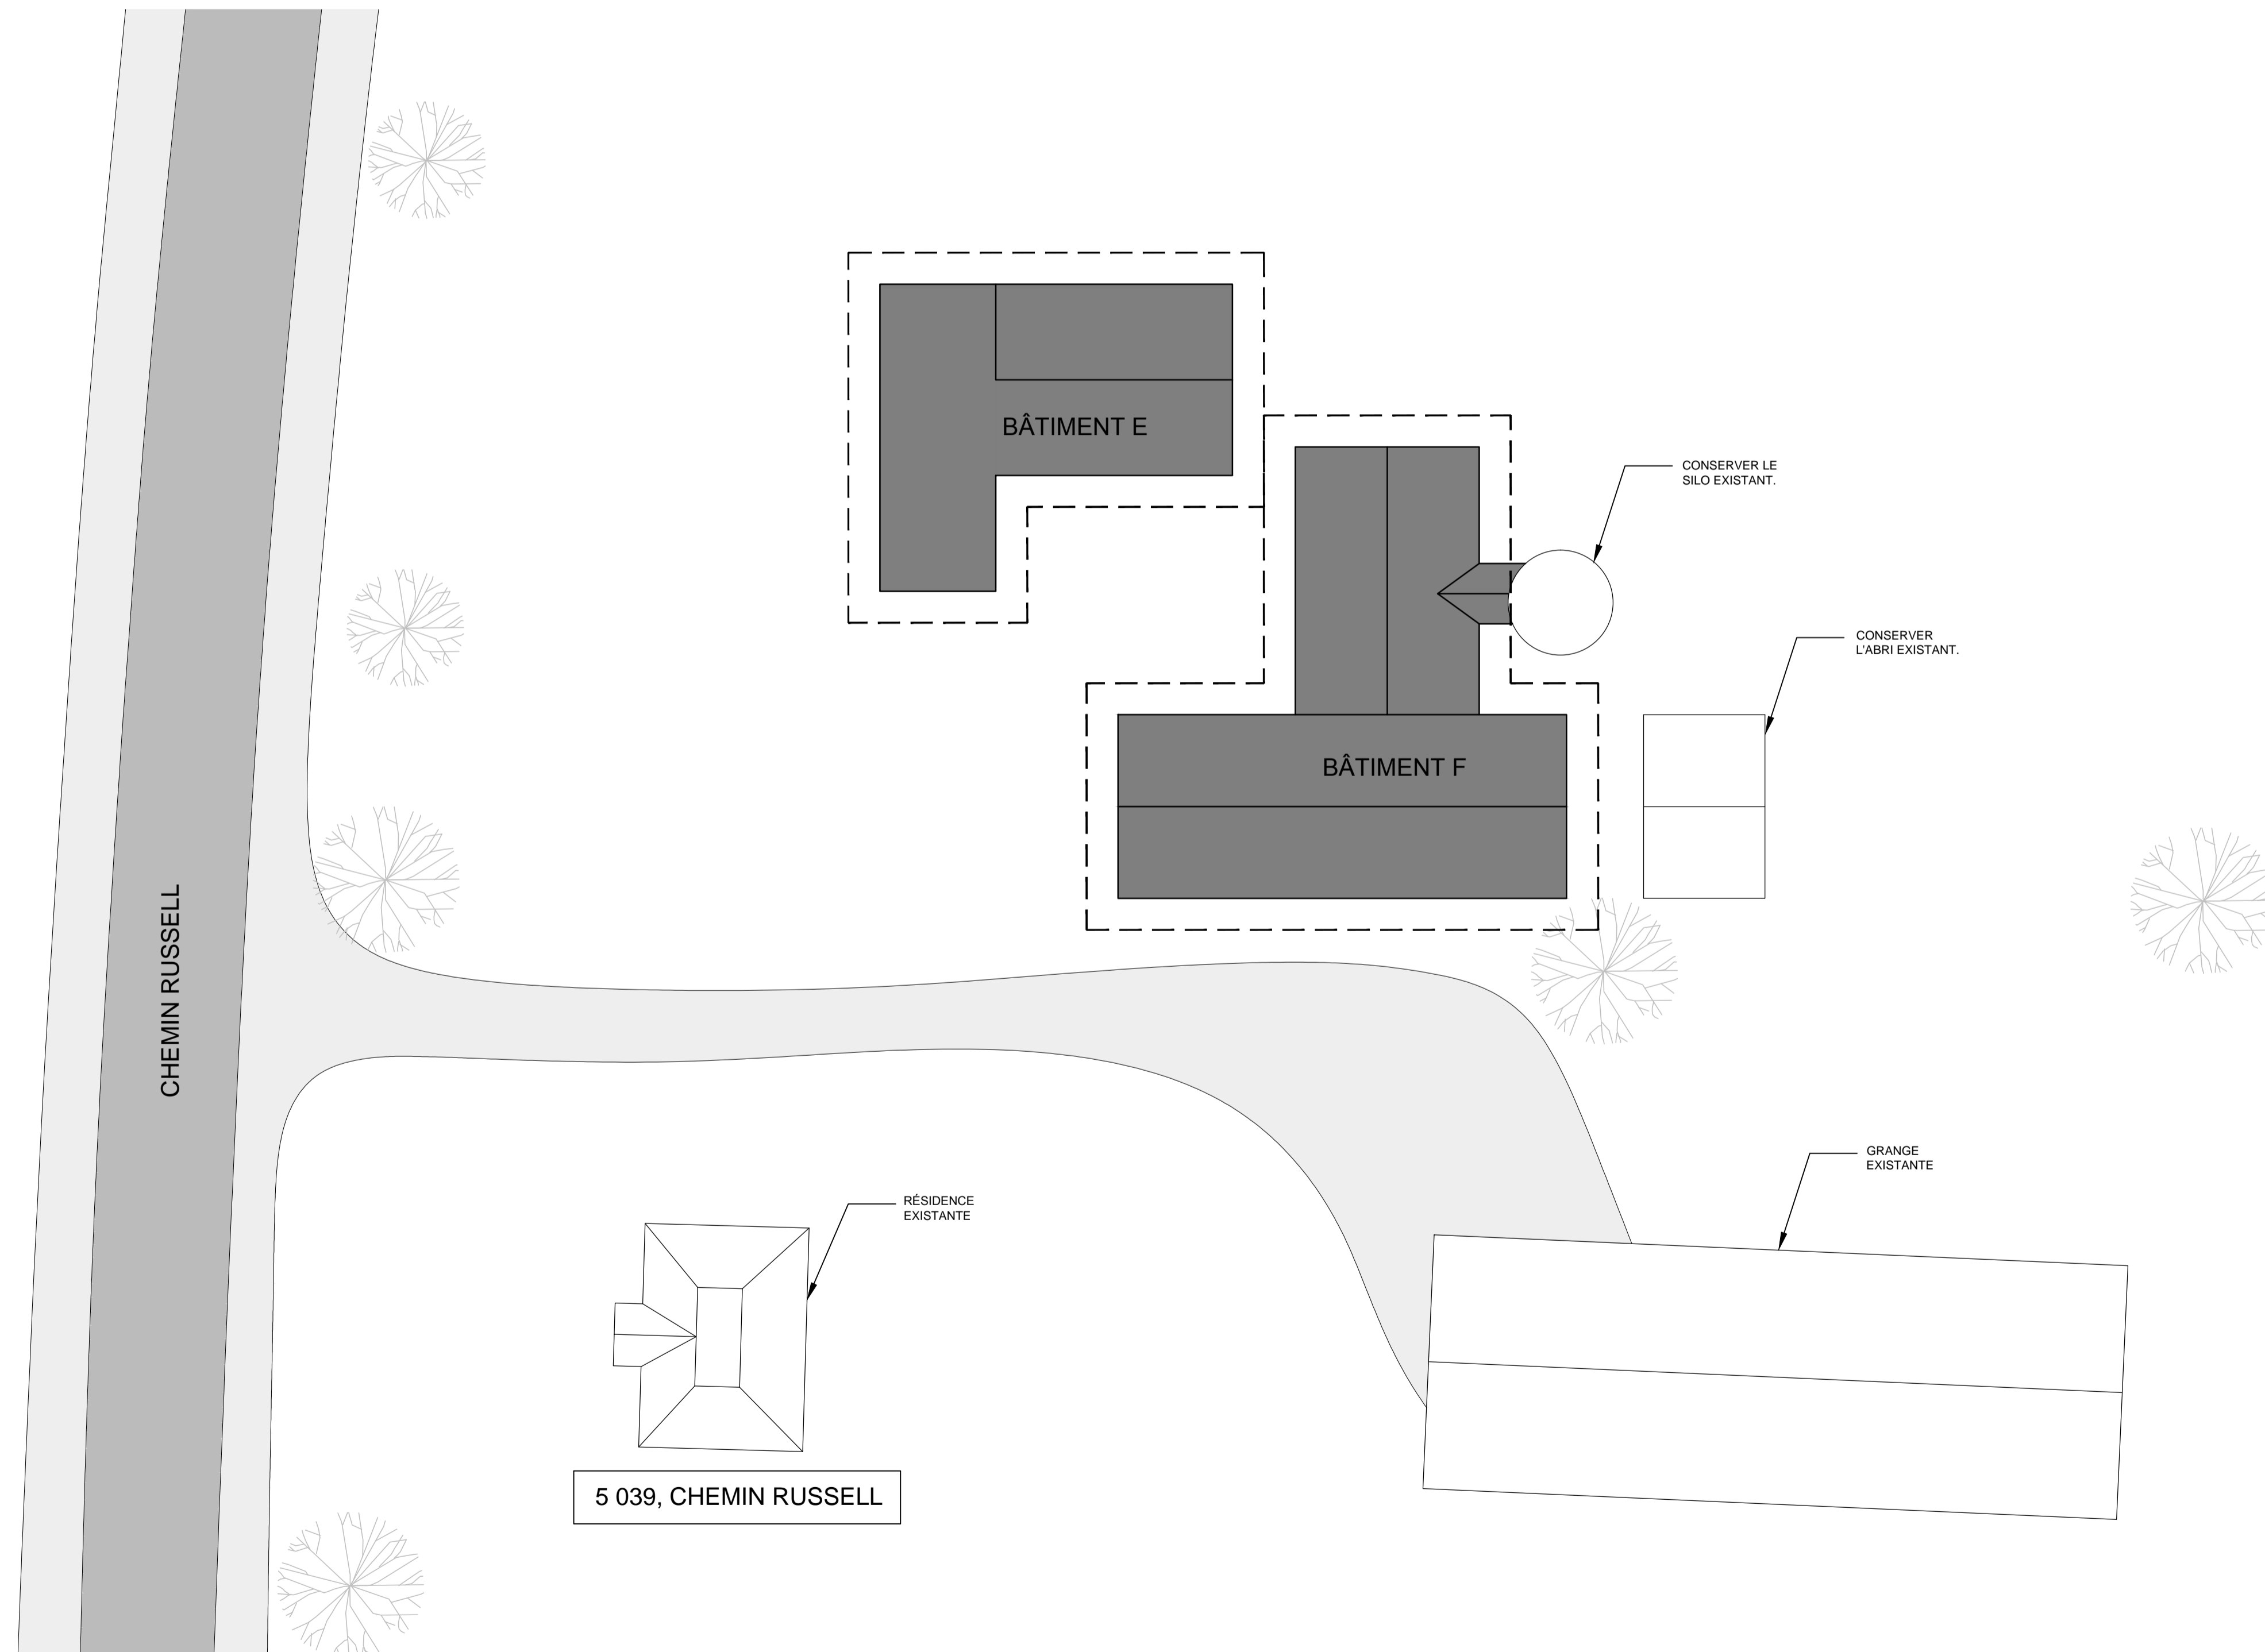 BÂTIMENT E
CONSERVER LE
SILO EXISTANT.
CONSERVER
L'ABRI EXISTANT.
BÂTIMENT F
CHEMIN RUSSELL
GRANGE
EXISTANTE
RÉSIDENCE
EXISTANTE
5 039, CHEMIN RUSSELL